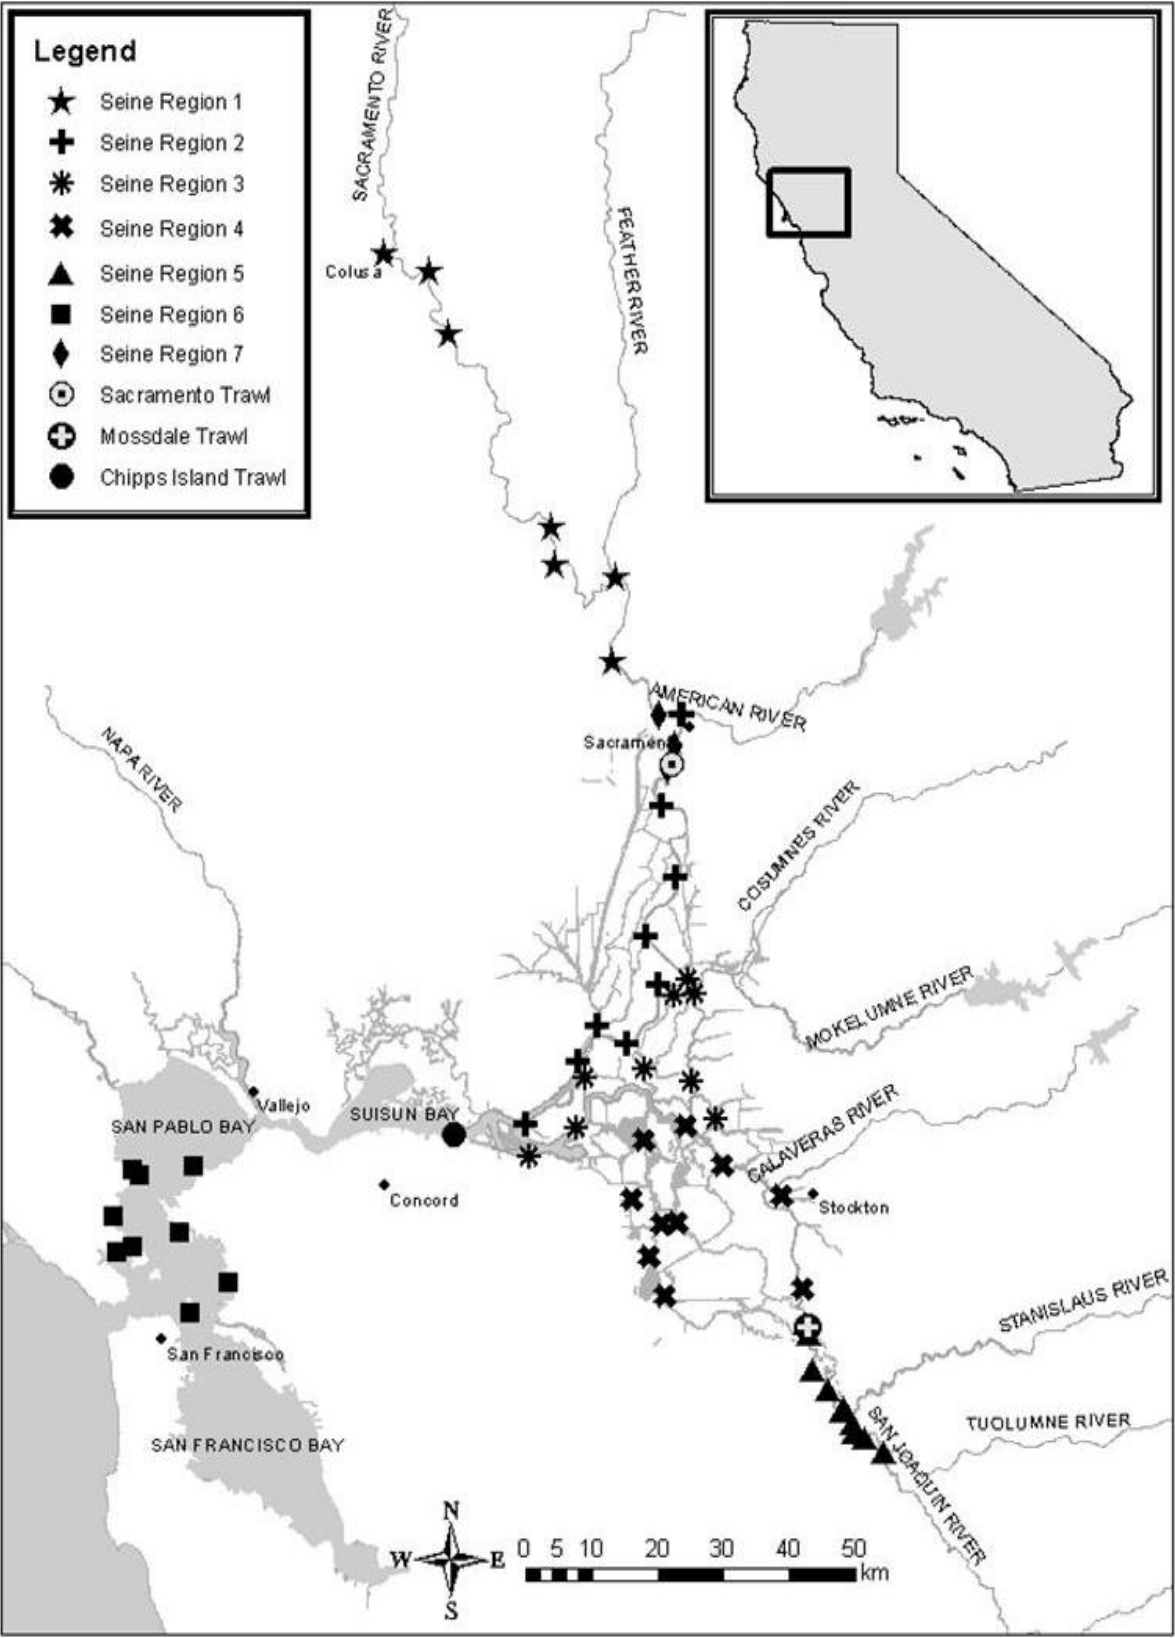 Legend
Seine Region 1
Seine Region 2
Seine Region 3
Seine Region 4
Seine Region 5
Seine Region 6
Seine Region 7
Sacramento Trawl
Mossdale Trawl
Chipps Island Trawl
SACRAMENTO RIVER
FEATHER RIVER
Colusa
AMERICAN RIVER
Sacramen
NAPA RIVER
COSUMNES RIVER
MOKELUMNE RIVER
Vallejo
SUISUN BAY
SAN PABLO BAY
CALAVERAS RIVER
Concord
Stockton
STANISLAUS RIVER
San Francisco
SAN JOAQUIN RIVER
TUOLUMNE RIVER
SAN FRANCISCO BAY
N
W E
S
0 5 10 20 30 40 50
km